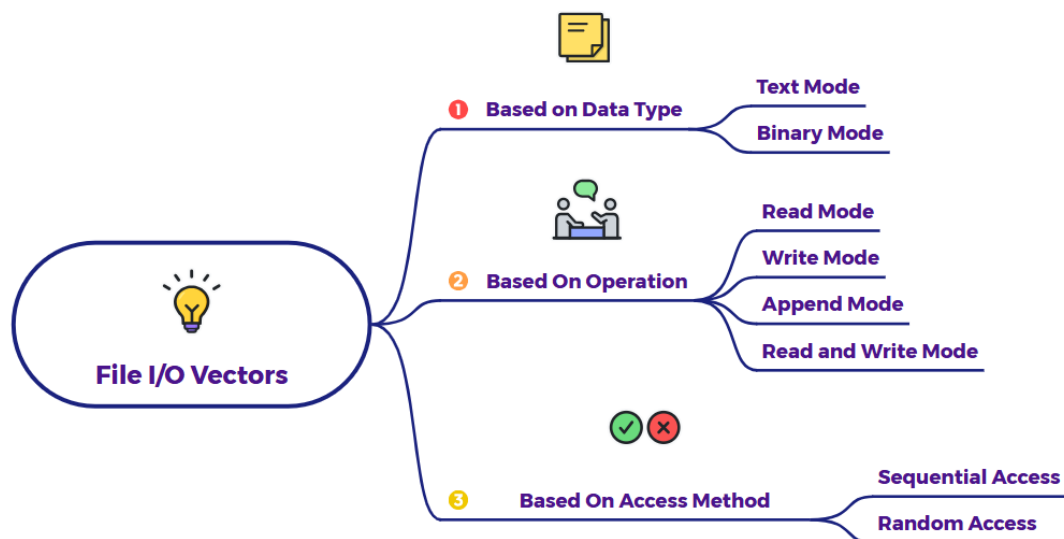 File I/O Vectors
1 Based on Data Type
Text Mode
Binary Mode
2 Based On Operation
Read Mode
Write Mode
Append Mode
Read and Write Mode
3 Based On Access Method
Sequential Access
Random Access